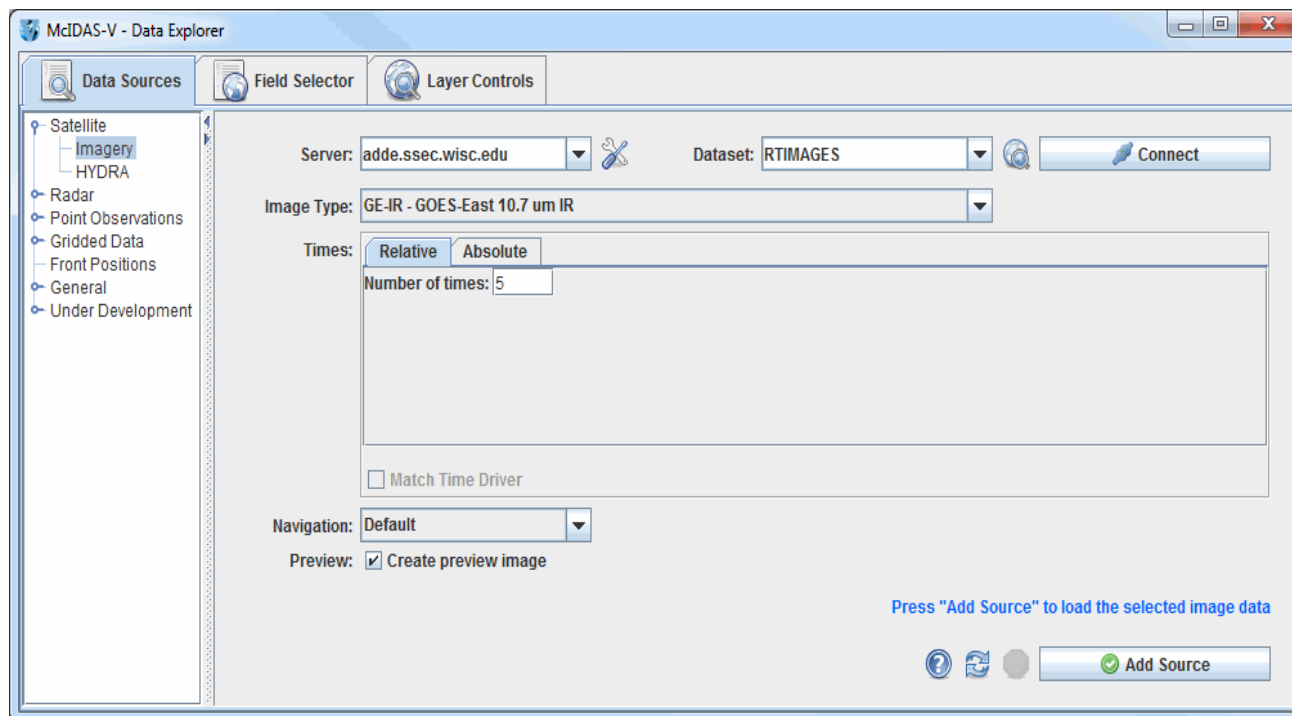 McIDAS-V - Data Explorer
Data Sources
Field Selector
Layer Controls
Satellite
Imagery
HYDRA
Radar
Point Observations
Gridded Data
Front Positions
General
Under Development
Server: adde.ssec.wisc.edu Dataset: RTIMAGES Connect
Image Type: GE-IR - GOES-East 10.7 um IR
Times: Relative Absolute
Number of times: 5
Match Time Driver
Navigation: Default
Preview: Create preview image
Press "Add Source" to load the selected image data
? Add Source